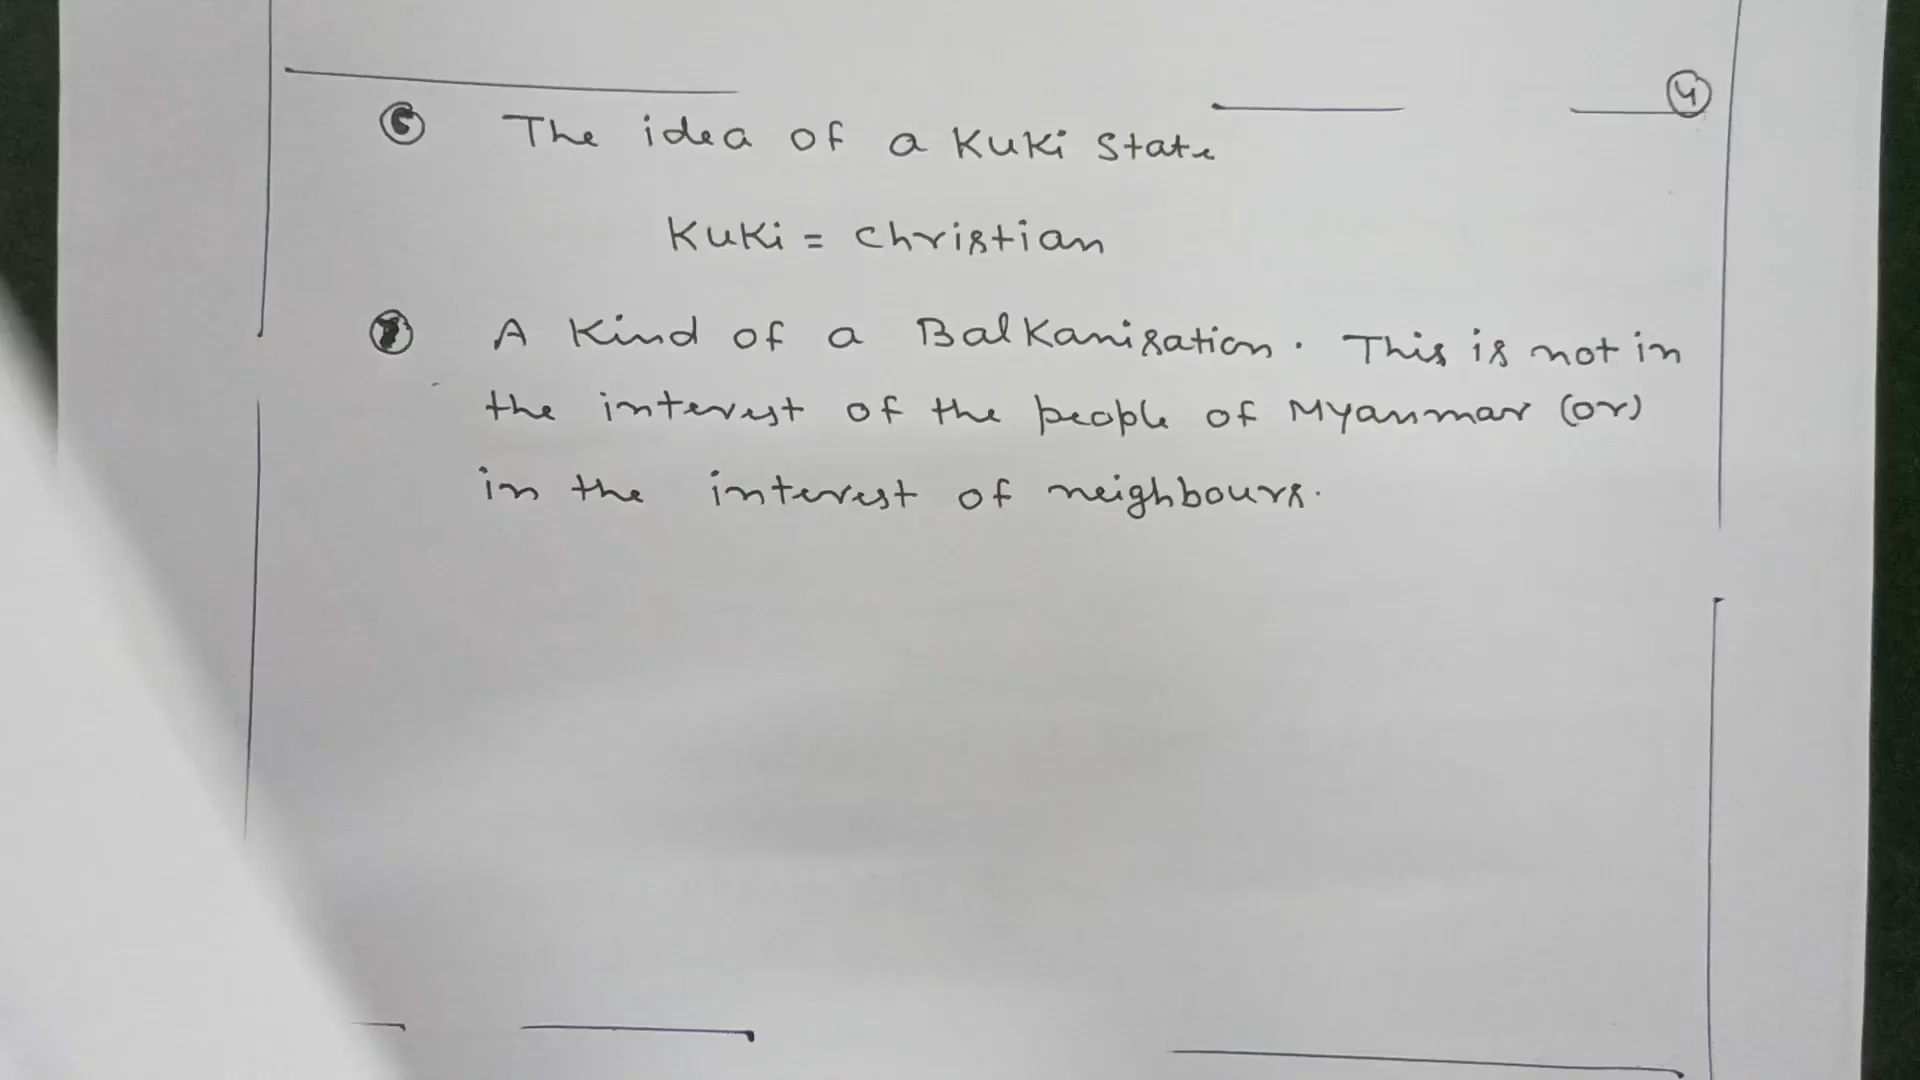 4
6 The idea of a Kuki State
Kuki = Christian
7 A Kind of a Balkanisation. This is not in
the interest of the people of Myanmar (or)
in the interest of neighbours.